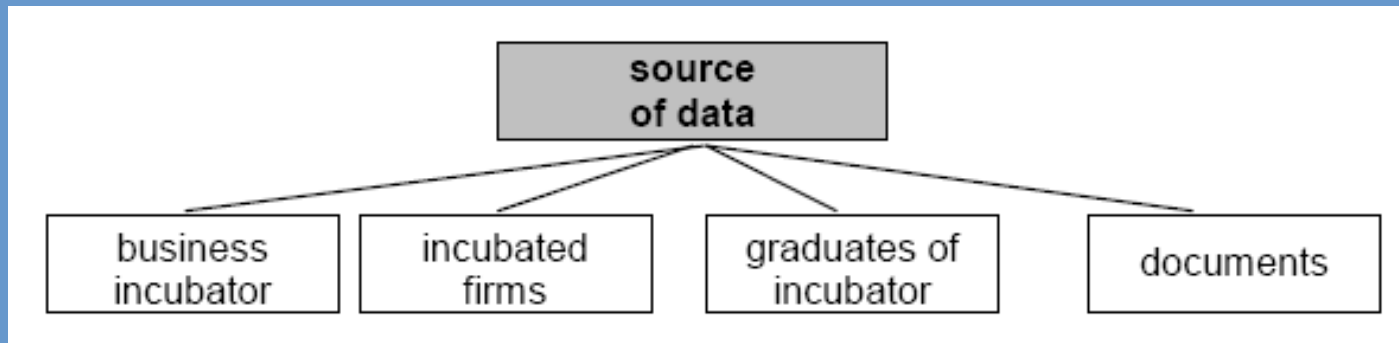 source
of data
business
incubator
incubated
firms
graduates of
incubator
documents